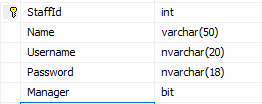 StaffId int
Name varchar(50)
Username nvarchar(20)
Password nvarchar(18)
Manager bit